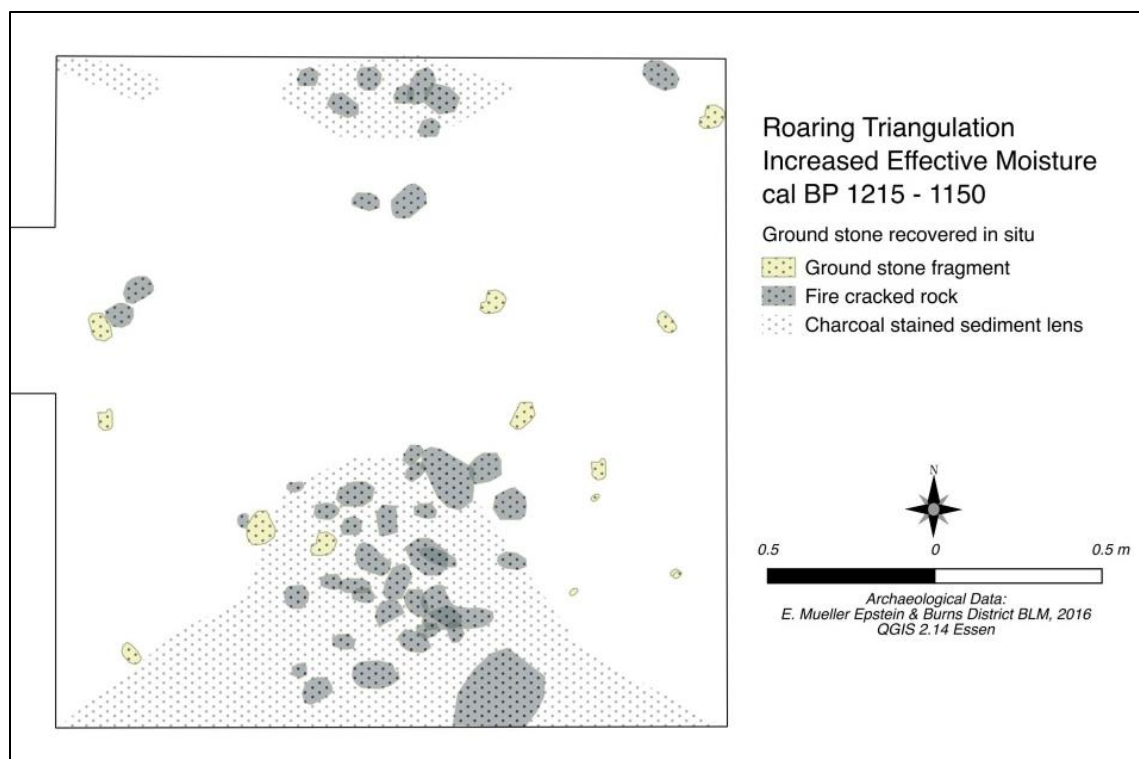 Roaring Triangulation
Increased Effective Moisture
cal BP 1215 - 1150
Ground stone recovered in situ
Ground stone fragment
Fire cracked rock
Charcoal stained sediment lens
N
0.5 0 0.5 m
Archaeological Data:
E. Mueller Epstein & Burns District BLM, 2016
QGIS 2.14 Essen